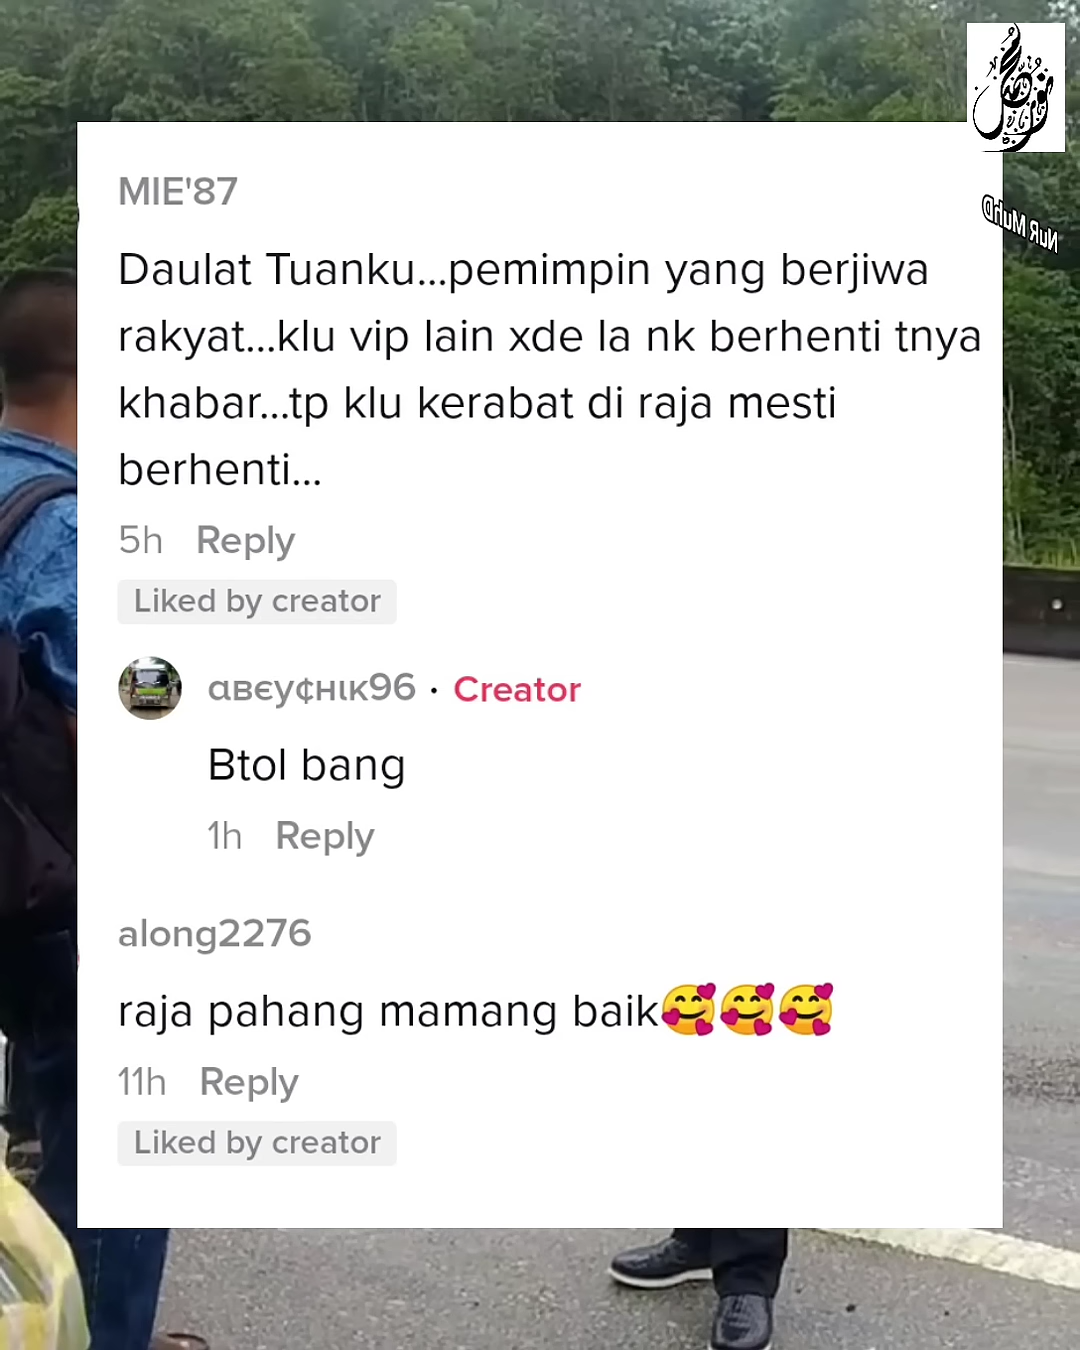 MIE'87
Daulat Tuanku...pemimpin yang berjiwa
rakyat...klu vip lain xde la nk berhenti tnya
khabar...tp klu kerabat di raja mesti
berhenti...
5h Reply
Liked by creator
αвєу¢нιк96 · Creator
Btol bang
1h Reply
along2276
raja pahang mamang baik🥰🥰🥰
11h Reply
Liked by creator
NuR MuhD